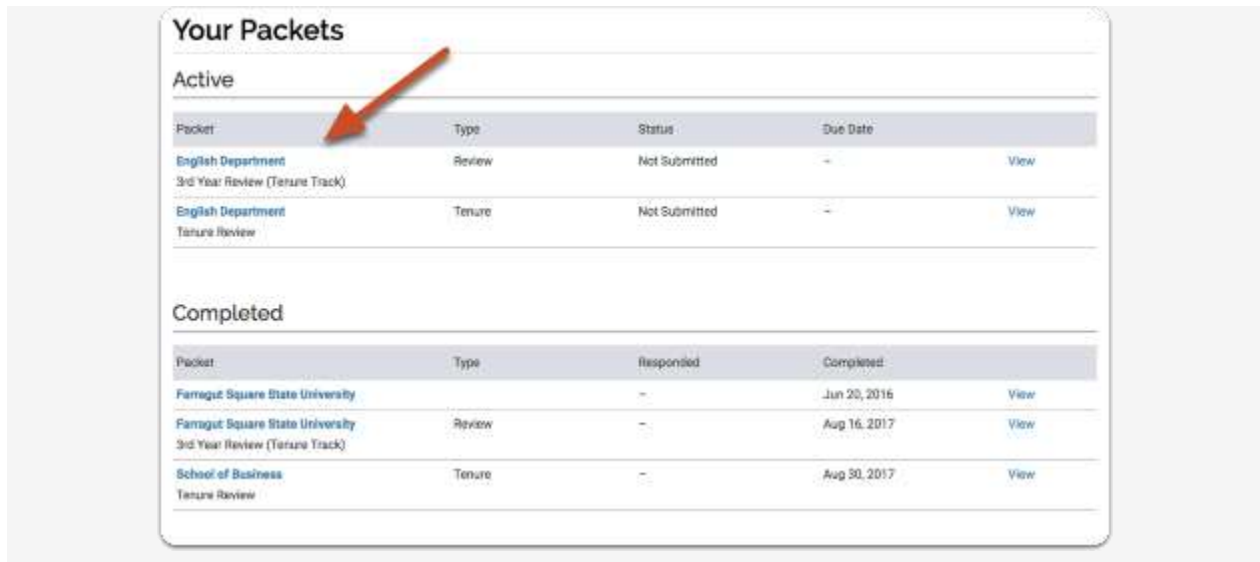 Your Packets
Active
Packet Type Status Due Date
English Department Review Not Submitted – View
3rd Year Review (Tenure Track)
English Department Tenure Not Submitted – View
Tenure Review
Completed
Packet Type Responded Completed
Farragut Square State University – Jun 20, 2016 View
Farragut Square State University Review – Aug 16, 2017 View
3rd Year Review (Tenure Track)
School of Business Tenure – Aug 30, 2017 View
Tenure Review